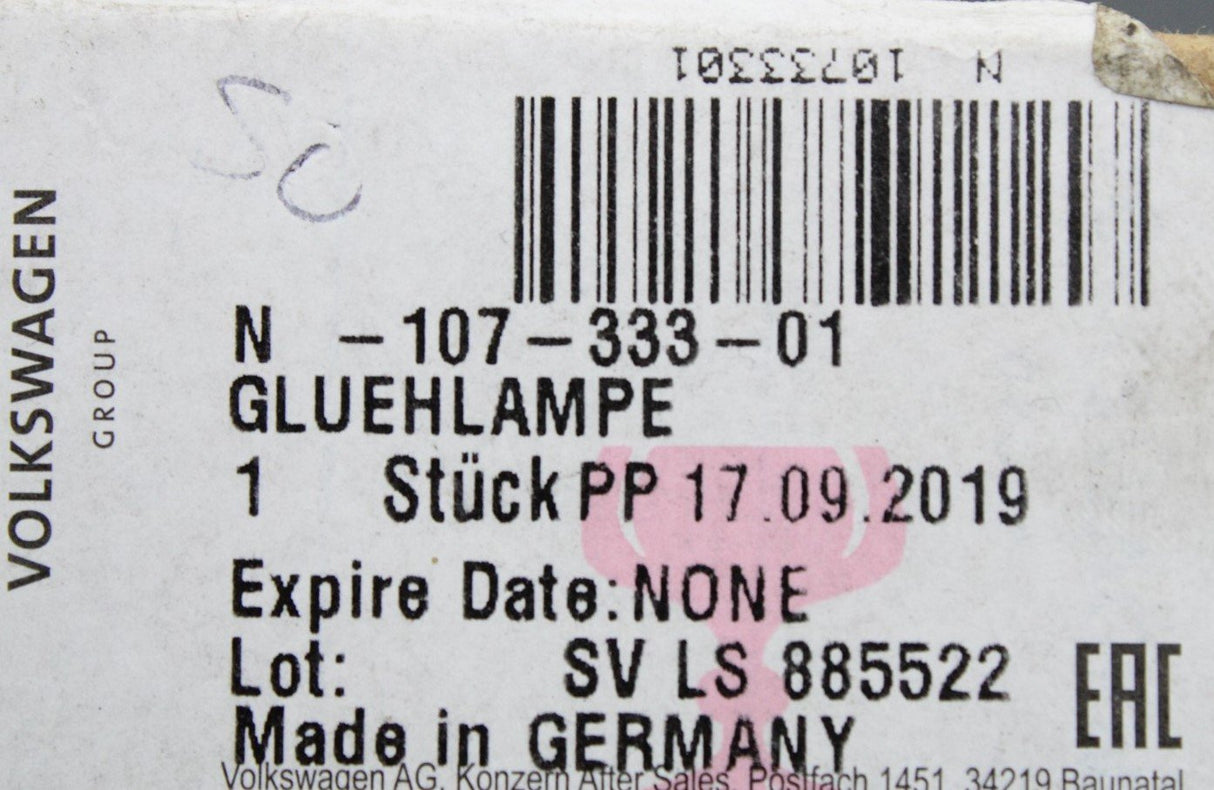 N 10733301
VOLKSWAGEN
GROUP
N -107-333-01
GLUEHLAMPE
1 Stück PP 17.09.2019
Expire Date: NONE
Lot: SV LS 885522
EAC
Made in GERMANY
Volkswagen AG, Konzern After Sales, Postfach 1451, 34219 Baunatal